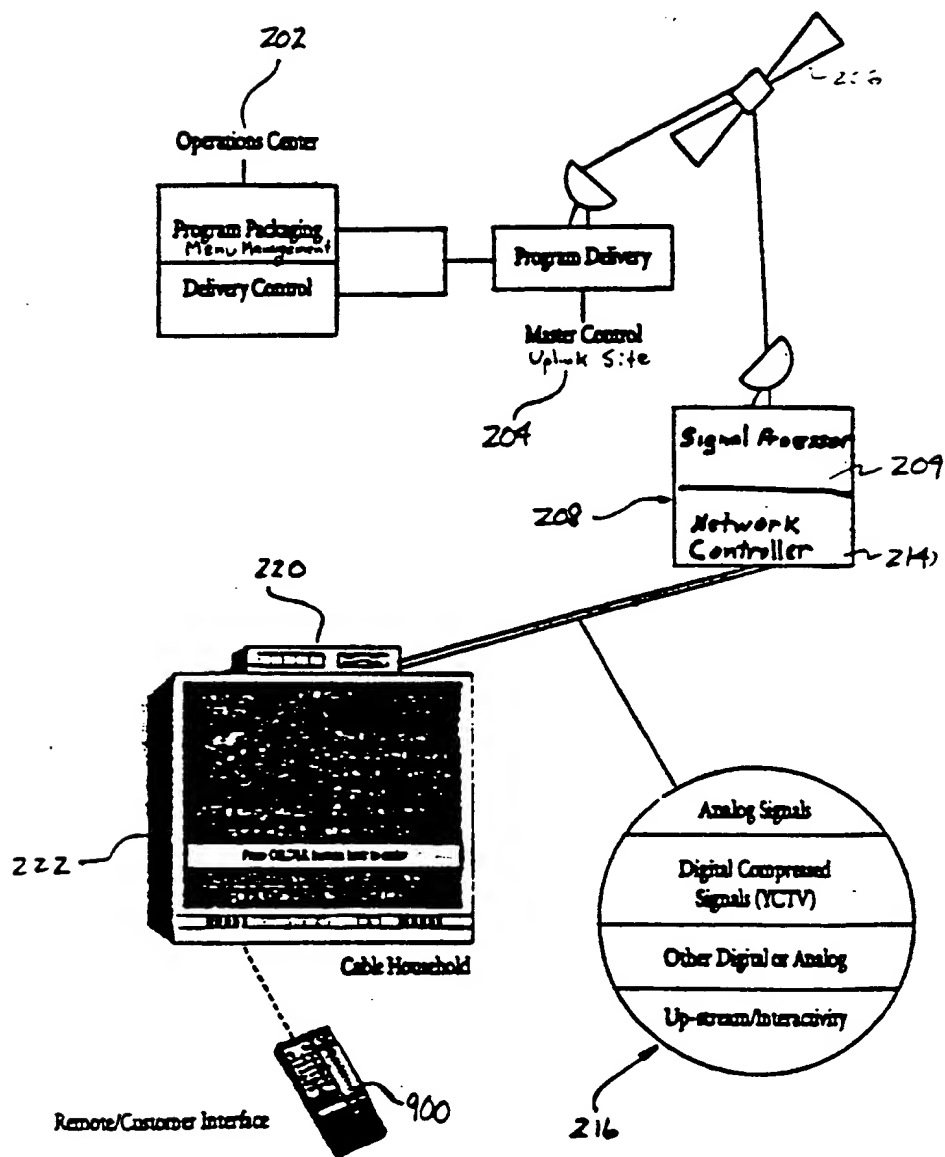 202
Operations Center
Program Packaging
Menu Management
Delivery Control
Program Delivery
Master Control
Uplink Site
204
Signal Processor
209
208
Network
Controller
214
220
222
Cable Household
Analog Signals
Digital Compressed
Signals (YCTV)
Other Digital or Analog
Up-stream/Interactivity
216
900
Remote/Customer Interface